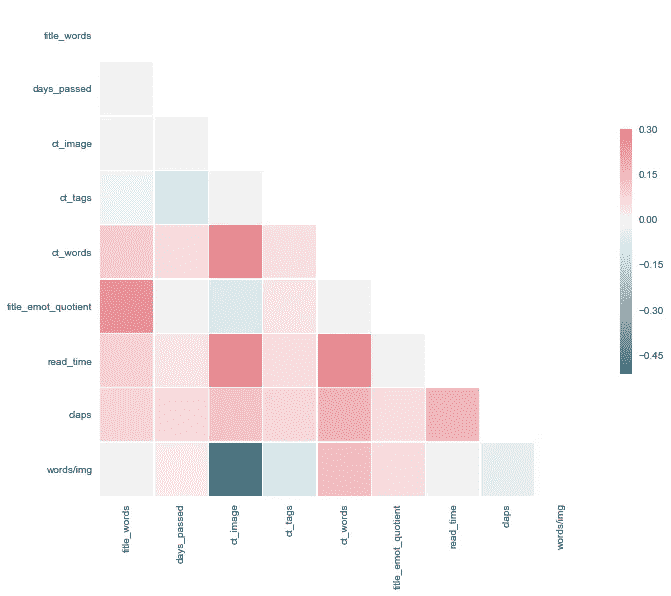 title_words
days_passed
ct_image
ct_tags
ct_words
title_emot_quotient
read_time
claps
words/img
title_words
days_passed
ct_image
ct_tags
ct_words
title_emot_quotient
read_time
claps
words/img
0.30
0.15
0.00
−0.15
−0.30
−0.45